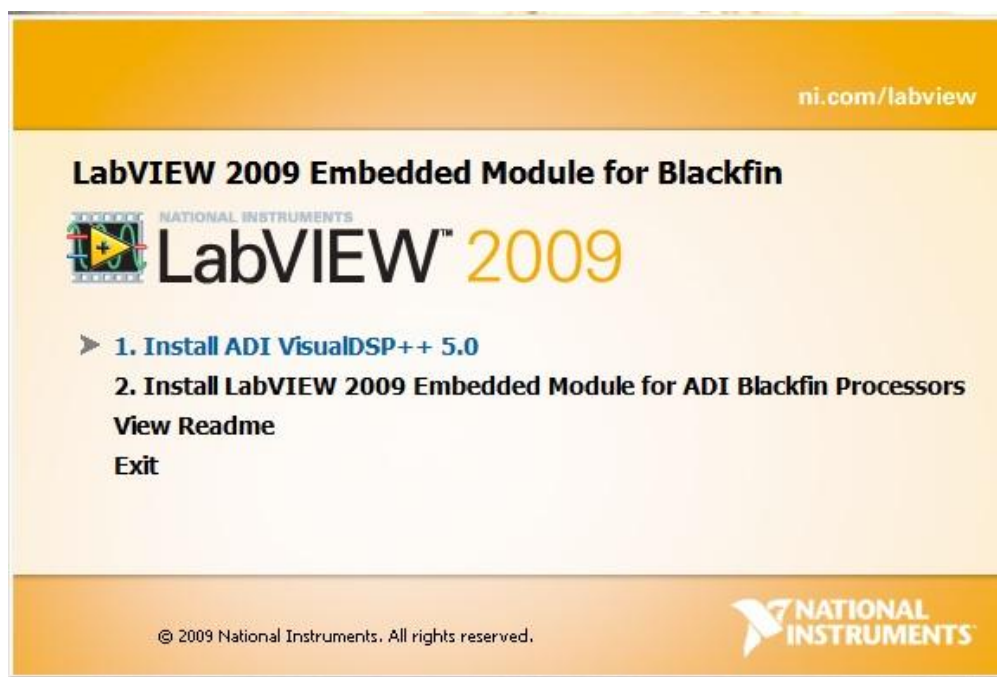 ni.com/labview
LabVIEW 2009 Embedded Module for Blackfin
NATIONAL INSTRUMENTS
LabVIEW™ 2009
1. Install ADI VisualDSP++ 5.0
2. Install LabVIEW 2009 Embedded Module for ADI Blackfin Processors
View Readme
Exit
© 2009 National Instruments. All rights reserved.
NATIONAL
INSTRUMENTS